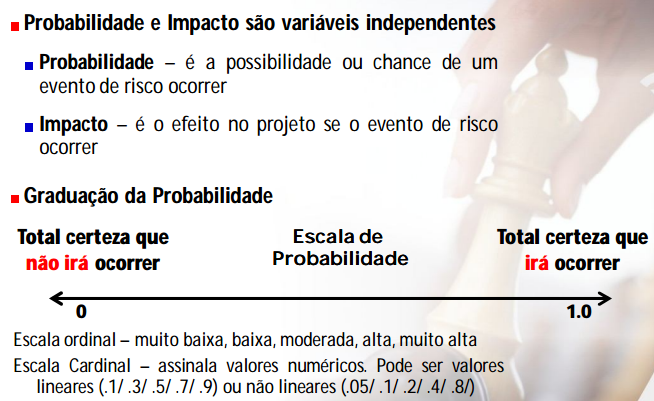 Probabilidade e Impacto são variáveis independentes
Probabilidade – é a possibilidade ou chance de um
evento de risco ocorrer
Impacto – é o efeito no projeto se o evento de risco
ocorrer
Graduação da Probabilidade
Total certeza que
não irá ocorrer
Escala de
Probabilidade
Total certeza que
irá ocorrer
0
1.0
Escala ordinal – muito baixa, baixa, moderada, alta, muito alta
Escala Cardinal – assinala valores numéricos. Pode ser valores
lineares (.1/ .3/ .5/ .7/ .9) ou não lineares (.05/ .1/ .2/ .4/ .8/)